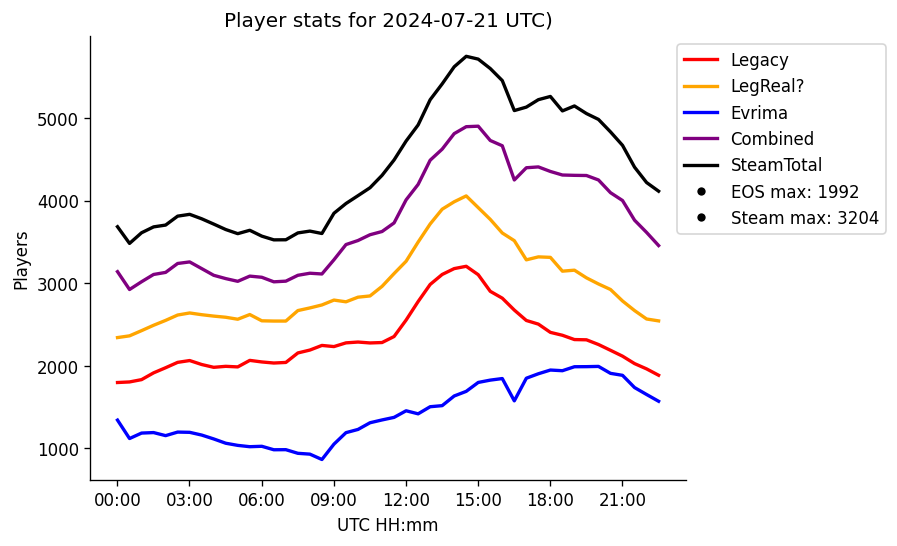 Player stats for 2024-07-21 UTC)
Legacy
LegReal?
Evrima
Combined
SteamTotal
EOS max: 1992
Steam max: 3204
Players
5000
4000
3000
2000
1000
00:00 03:00 06:00 09:00 12:00 15:00 18:00 21:00
UTC HH:mm